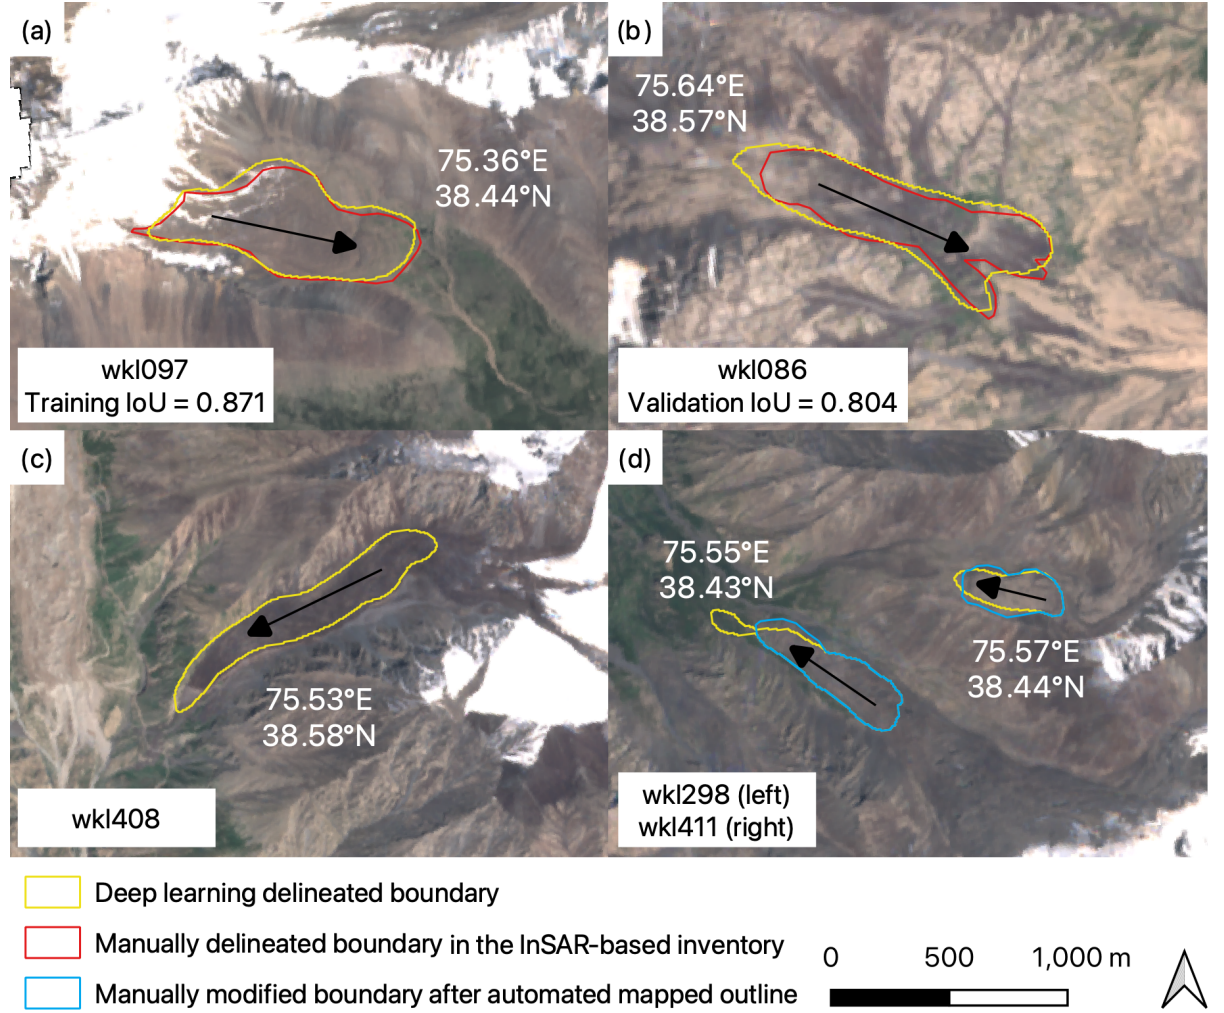 (a)
75.36°E
38.44°N
wkl097
Training IoU = 0.871
(b)
75.64°E
38.57°N
wkl086
Validation IoU = 0.804
(c)
75.53°E
38.58°N
wkl408
(d)
75.55°E
38.43°N
75.57°E
38.44°N
wkl298 (left)
wkl411 (right)
Deep learning delineated boundary
Manually delineated boundary in the InSAR-based inventory
Manually modified boundary after automated mapped outline
0 500 1,000 m